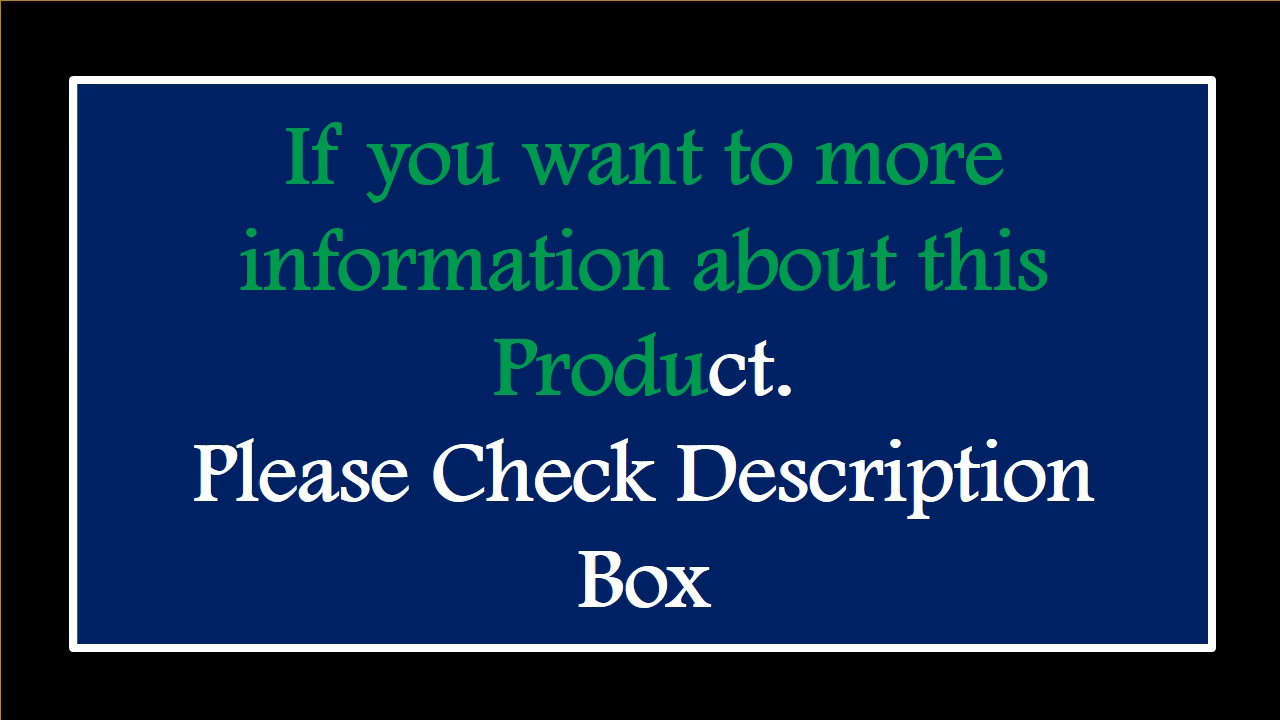 If you want to more
information about this
Product.
Please Check Description
Box